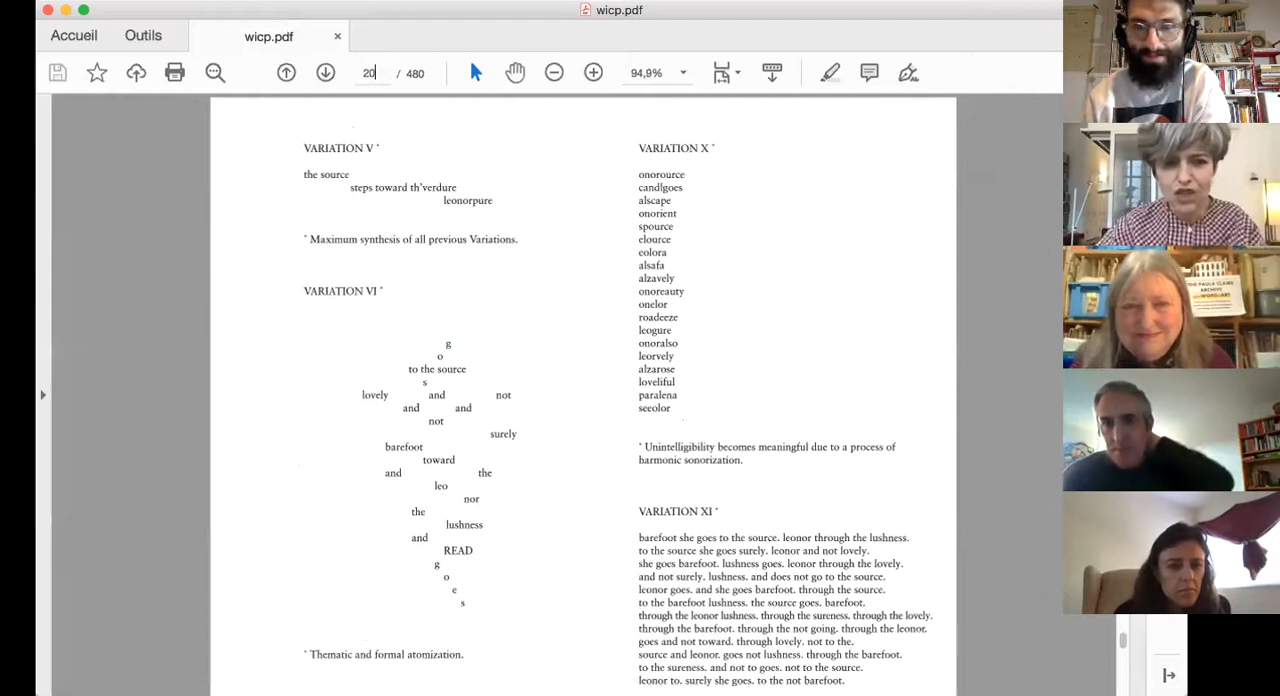 wicp.pdf
Accueil
Outils
wicp.pdf
×
20
/ 480
94,9%
VARIATION V *
the source
steps toward th'verdure
leonorpure
* Maximum synthesis of all previous Variations.
VARIATION VI *
g
o
to the source
s
lovely and not
and and
not
surely
barefoot
toward
and the
leo
nor
the
lushness
and
READ
g
o
e
s
* Thematic and formal atomization.
VARIATION X *
onorource
candlgoes
alscape
onorient
spource
elource
eolora
alsafa
alzavely
onoreauty
onelor
roadeeze
leogure
onoralso
leorvely
alzarose
loveliful
paralena
seeolor
* Unintelligibility becomes meaningful due to a process of
harmonic sonorization.
VARIATION XI *
barefoot she goes to the source. leonor through the lushness.
to the source she goes surely. leonor and not lovely.
she goes barefoot. lushness goes. leonor through the lovely.
and not surely. lushness. and does not go to the source.
leonor goes. and she goes barefoot. through the source.
to the barefoot lushness. the source goes. barefoot.
through the leonor lushness. through the sureness. through the lovely.
through the barefoot. through the not going. through the leonor.
goes and not toward. through lovely. not to the.
source and leonor. goes not lushness. through the barefoot.
to the sureness. and not to goes. not to the source.
leonor to. surely she goes. to the not barefoot.
THE PAULA CLAIRE
ARCHIVE